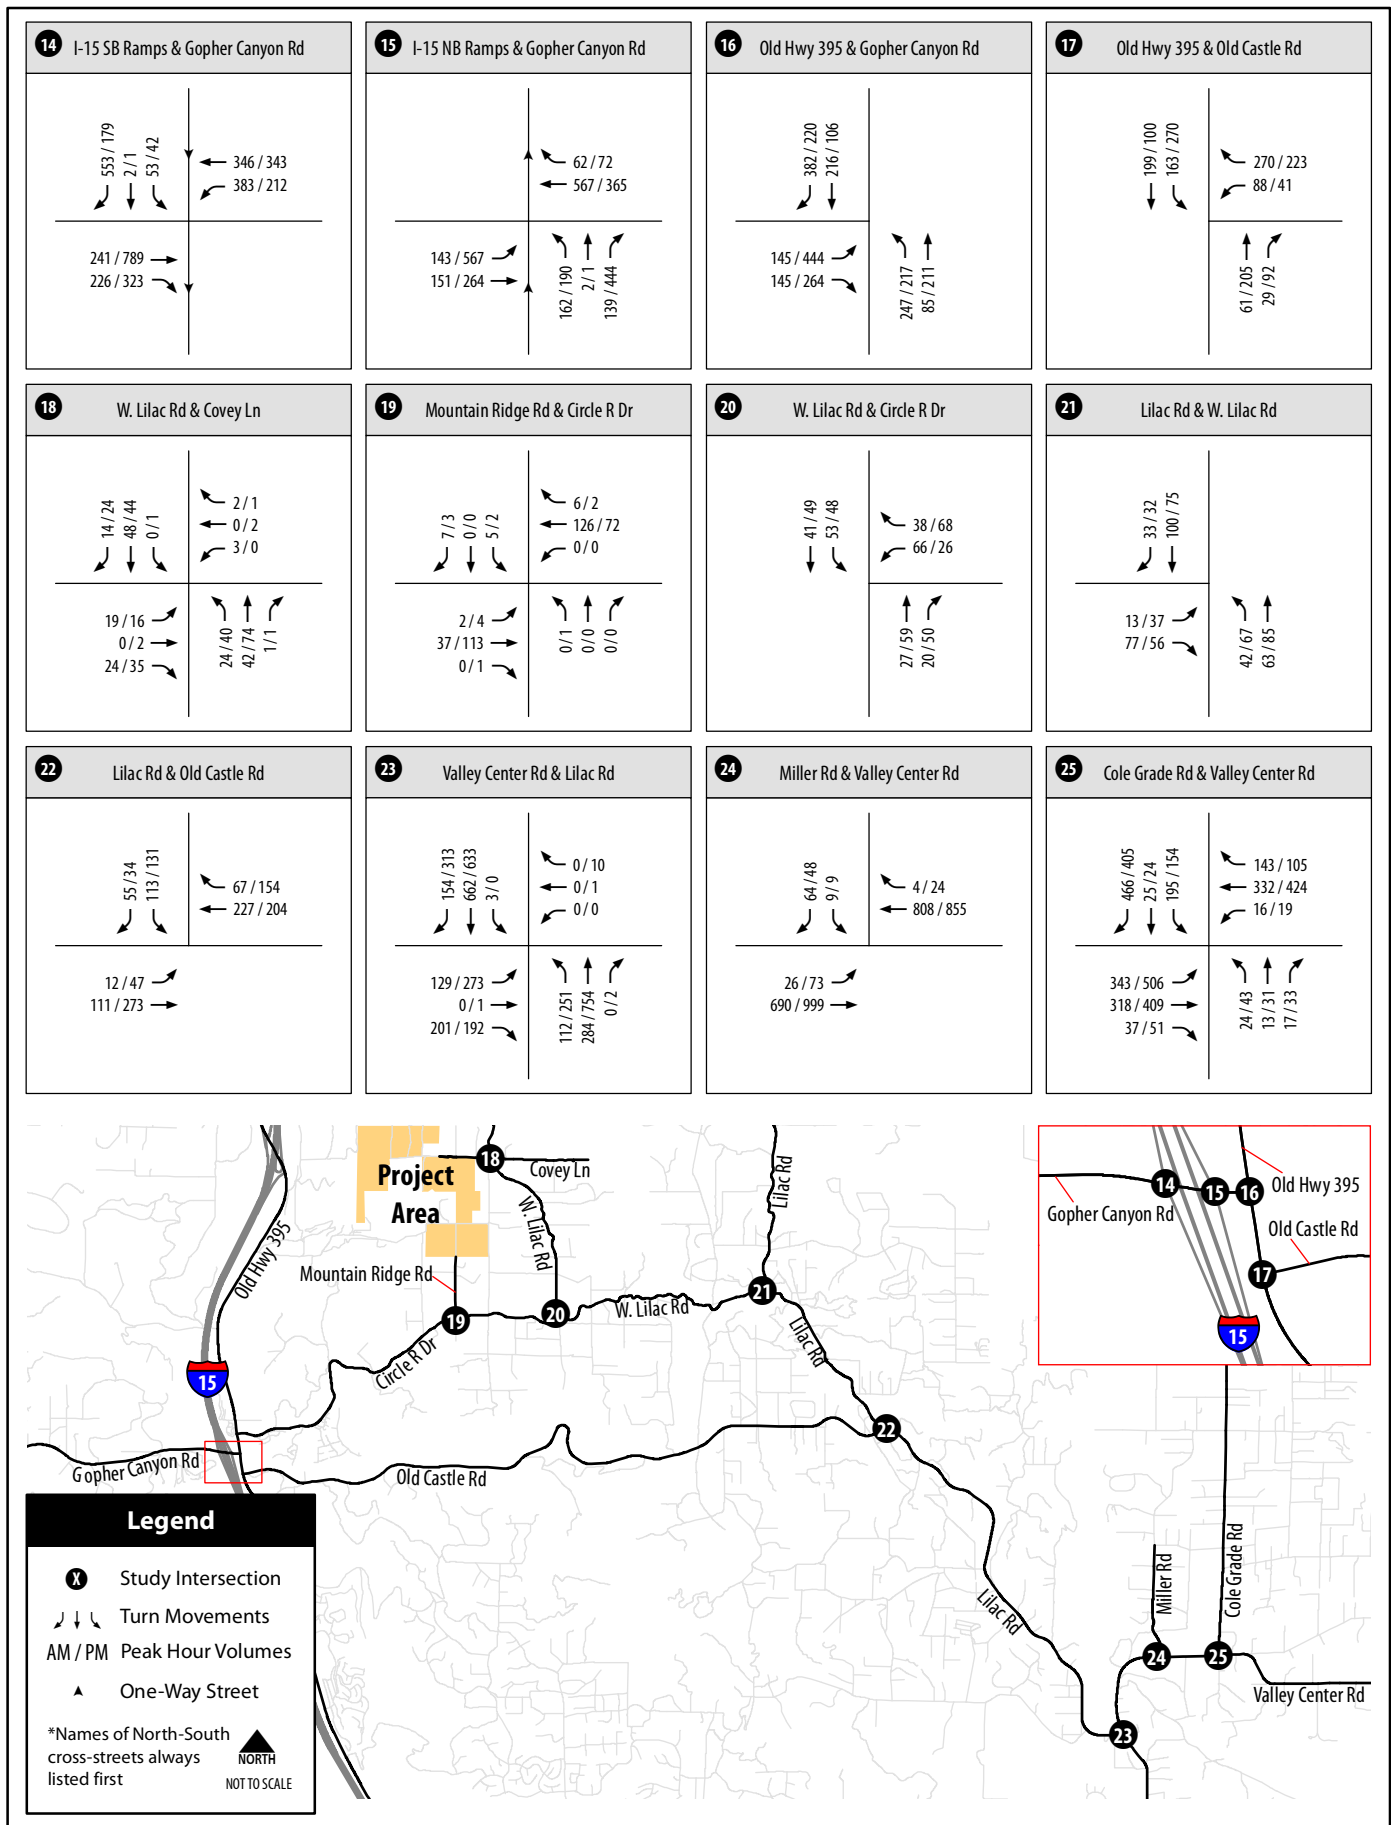 14 I-15 SB Ramps & Gopher Canyon Rd
553 / 179
2 / 1
53 / 42
346 / 343
383 / 212
241 / 789
226 / 323
15 I-15 NB Ramps & Gopher Canyon Rd
62 / 72
567 / 365
143 / 567
151 / 264
162 / 190
2 / 1
139 / 444
16 Old Hwy 395 & Gopher Canyon Rd
382 / 220
216 / 106
145 / 444
145 / 264
247 / 217
85 / 211
17 Old Hwy 395 & Old Castle Rd
199 / 100
163 / 270
270 / 223
88 / 41
61 / 205
29 / 92
18 W. Lilac Rd & Covey Ln
14 / 24
48 / 44
0 / 1
2 / 1
0 / 2
3 / 0
19 / 16
0 / 2
24 / 35
24 / 40
42 / 74
1 / 1
19 Mountain Ridge Rd & Circle R Dr
7 / 3
0 / 0
5 / 2
6 / 2
126 / 72
0 / 0
2 / 4
37 / 113
0 / 1
0 / 1
0 / 0
0 / 0
20 W. Lilac Rd & Circle R Dr
41 / 49
53 / 48
38 / 68
66 / 26
27 / 59
20 / 50
21 Lilac Rd & W. Lilac Rd
33 / 32
100 / 75
13 / 37
77 / 56
42 / 67
63 / 85
22 Lilac Rd & Old Castle Rd
55 / 34
113 / 131
67 / 154
227 / 204
12 / 47
111 / 273
23 Valley Center Rd & Lilac Rd
154 / 313
662 / 633
3 / 0
0 / 10
0 / 1
0 / 0
129 / 273
0 / 1
201 / 192
112 / 251
284 / 754
0 / 2
24 Miller Rd & Valley Center Rd
64 / 48
9 / 9
4 / 24
808 / 855
26 / 73
690 / 999
25 Cole Grade Rd & Valley Center Rd
466 / 405
25 / 24
195 / 154
143 / 105
332 / 424
16 / 19
343 / 506
318 / 409
37 / 51
24 / 43
13 / 31
17 / 33
Project
Area
18
Covey Ln
W. Lilac Rd
Lilac Rd
Old Hwy 395
Mountain Ridge Rd
19
20
W. Lilac Rd
21
Lilac Rd
Circle R Dr
15
22
Gopher Canyon Rd
Old Castle Rd
Lilac Rd
Miller Rd
Cole Grade Rd
24
25
Valley Center Rd
23
14
15
16
Old Hwy 395
Gopher Canyon Rd
Old Castle Rd
17
15
Legend
X Study Intersection
Turn Movements
AM / PM Peak Hour Volumes
One-Way Street
*Names of North-South
cross-streets always
listed first
NORTH
NOT TO SCALE